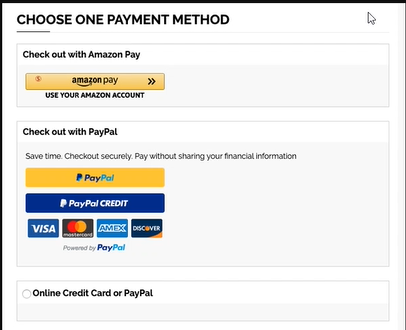 CHOOSE ONE PAYMENT METHOD
Check out with Amazon Pay
amazon pay
USE YOUR AMAZON ACCOUNT
Check out with PayPal
Save time. Checkout securely. Pay without sharing your financial information
PayPal
PayPal CREDIT
VISA mastercard AMEX DISCOVER
Powered by PayPal
Online Credit Card or PayPal